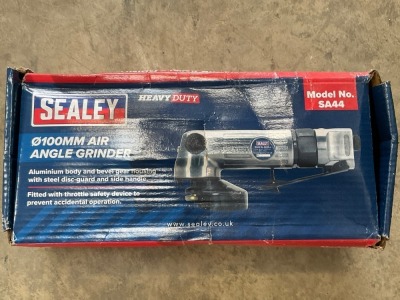 HEAVY DUTY
Model No.
SA44
SEALEY
Ø100MM AIR
ANGLE GRINDER
Aluminium body and bevel gear housing
with steel disc-guard and side handle.
Fitted with throttle safety device to
prevent accidental operation.
SEALEY
www.sealey.co.uk